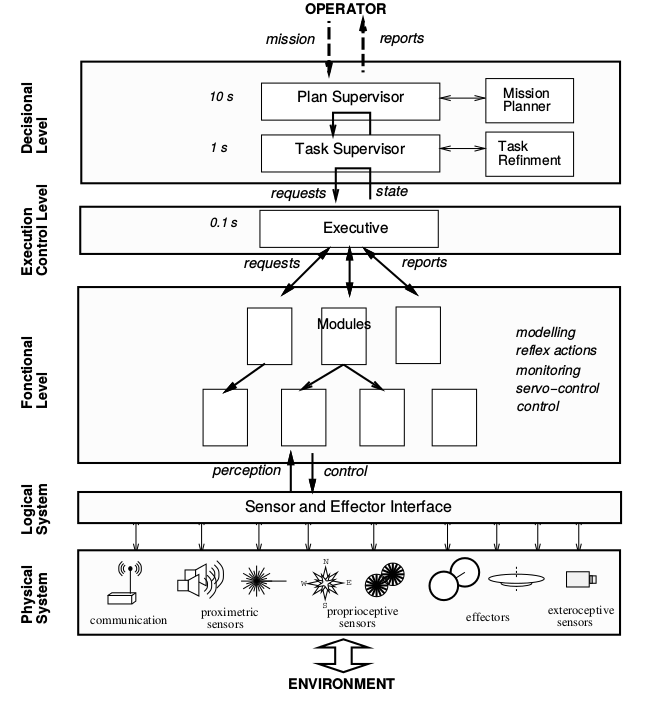 OPERATOR
mission
reports
Decisional
Level
10 s
Plan Supervisor
Mission
Planner
1 s
Task Supervisor
Task
Refinment
requests
state
Execution
Control Level
0.1 s
Executive
requests
reports
Fonctional
Level
Modules
modelling
reflex actions
monitoring
servo-control
control
perception
control
Logical
System
Sensor and Effector Interface
Physical
System
N
W
E
S
communication
proximetric
sensors
proprioceptive
sensors
effectors
exteroceptive
sensors
ENVIRONMENT